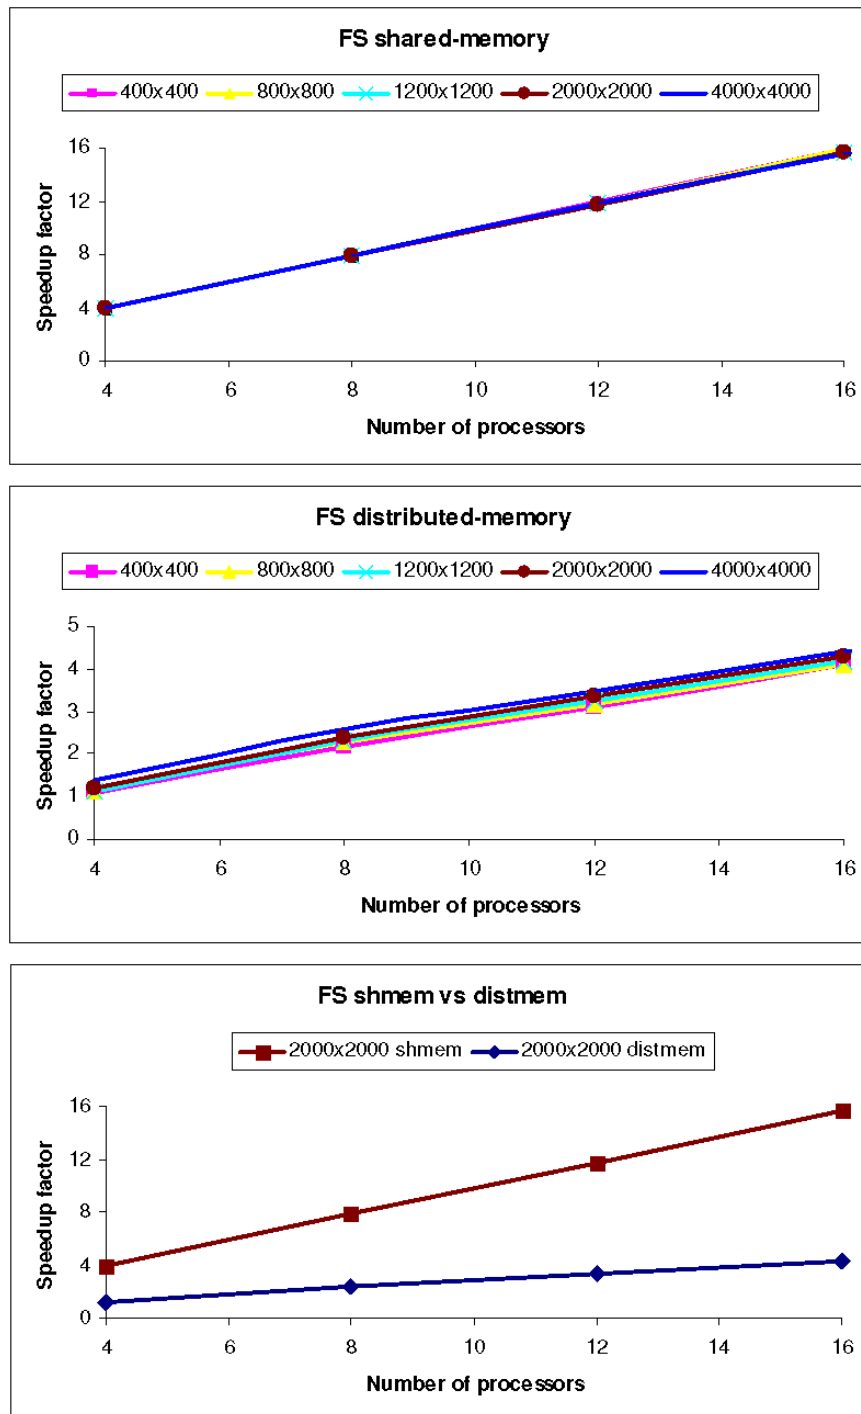 FS shared-memory
400x400 800x800 1200x1200 2000x2000 4000x4000
16
12
8
4
0
Speedup factor
4 6 8 10 12 14 16
Number of processors
FS distributed-memory
400x400 800x800 1200x1200 2000x2000 4000x4000
5
4
3
2
1
0
Speedup factor
4 6 8 10 12 14 16
Number of processors
FS shmem vs distmem
2000x2000 shmem 2000x2000 distmem
16
12
8
4
0
Speedup factor
4 6 8 10 12 14 16
Number of processors